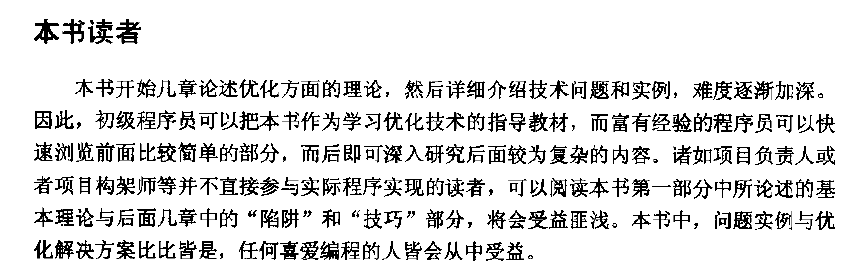 本书读者
本书开始几章论述优化方面的理论，然后详细介绍技术问题和实例，难度逐渐加深。
因此，初级程序员可以把本书作为学习优化技术的指导教材，而富有经验的程序员可以快
速浏览前面比较简单的部分，而后即可深入研究后面较为复杂的内容。诸如项目负责人或
者项目构架师等并不直接参与实际程序实现的读者，可以阅读本书第一部分中所论述的基
本理论与后面几章中的“陷阱”和“技巧”部分，将会受益匪浅。本书中，问题实例与优
化解决方案比比皆是，任何喜爱编程的人皆会从中受益。